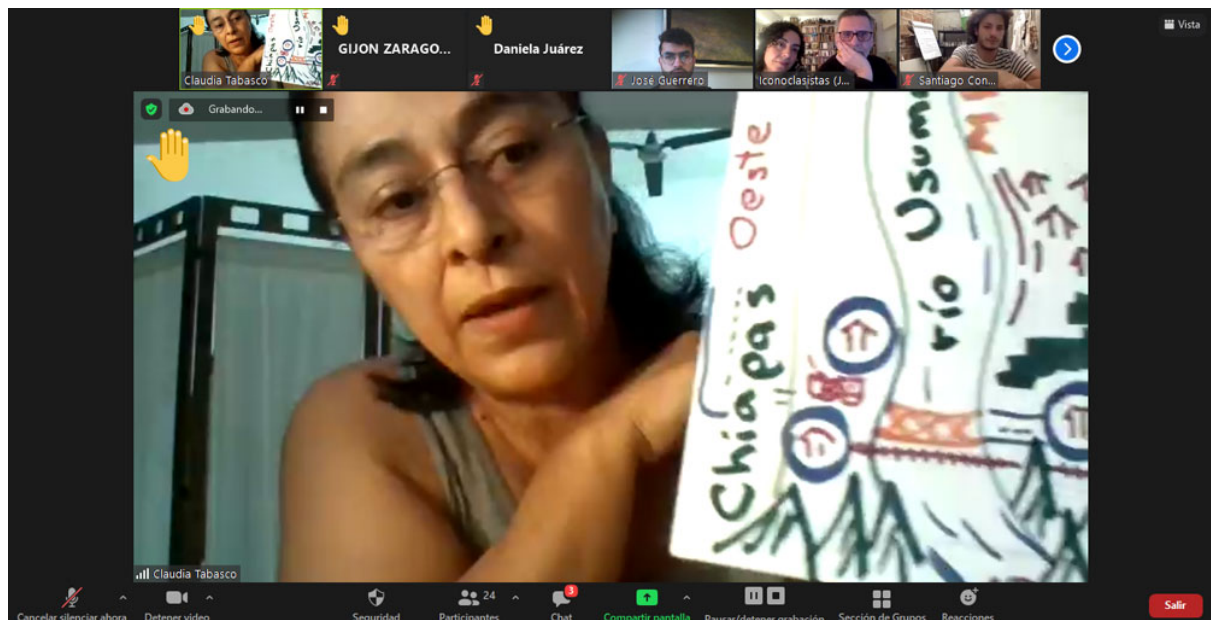 Vista
Claudia Tabasco
GIJON ZARAGO...
Daniela Juárez
José Guerrero
Iconoclasistas (J...
Santiago Con...
Grabando...
Chiapas Oeste
río Usum
M
Claudia Tabasco
Cancelar silenciar ahora
Detener video
Seguridad
24
Participantes
3
Chat
Compartir pantalla
Pausar/detener grabación
Sección de Grupos
Reacciones
Salir